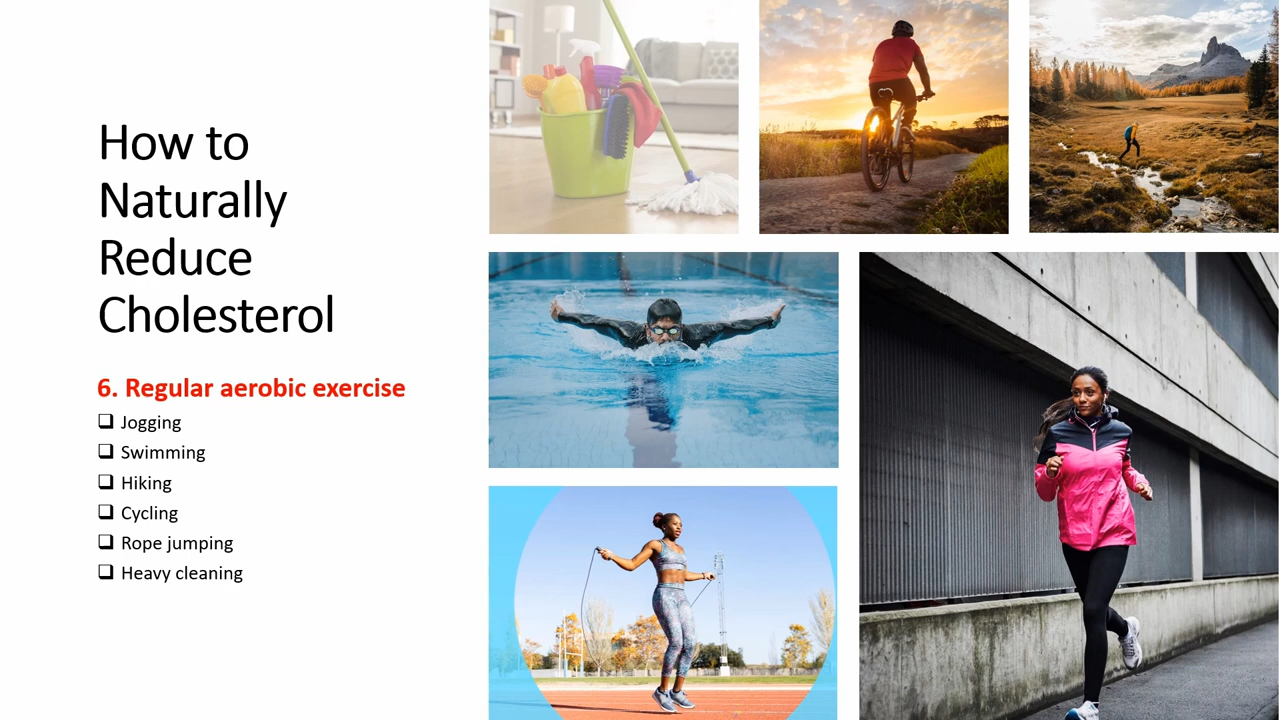 How to
Naturally
Reduce
Cholesterol
6. Regular aerobic exercise
❑ Jogging
❑ Swimming
❑ Hiking
❑ Cycling
❑ Rope jumping
❑ Heavy cleaning